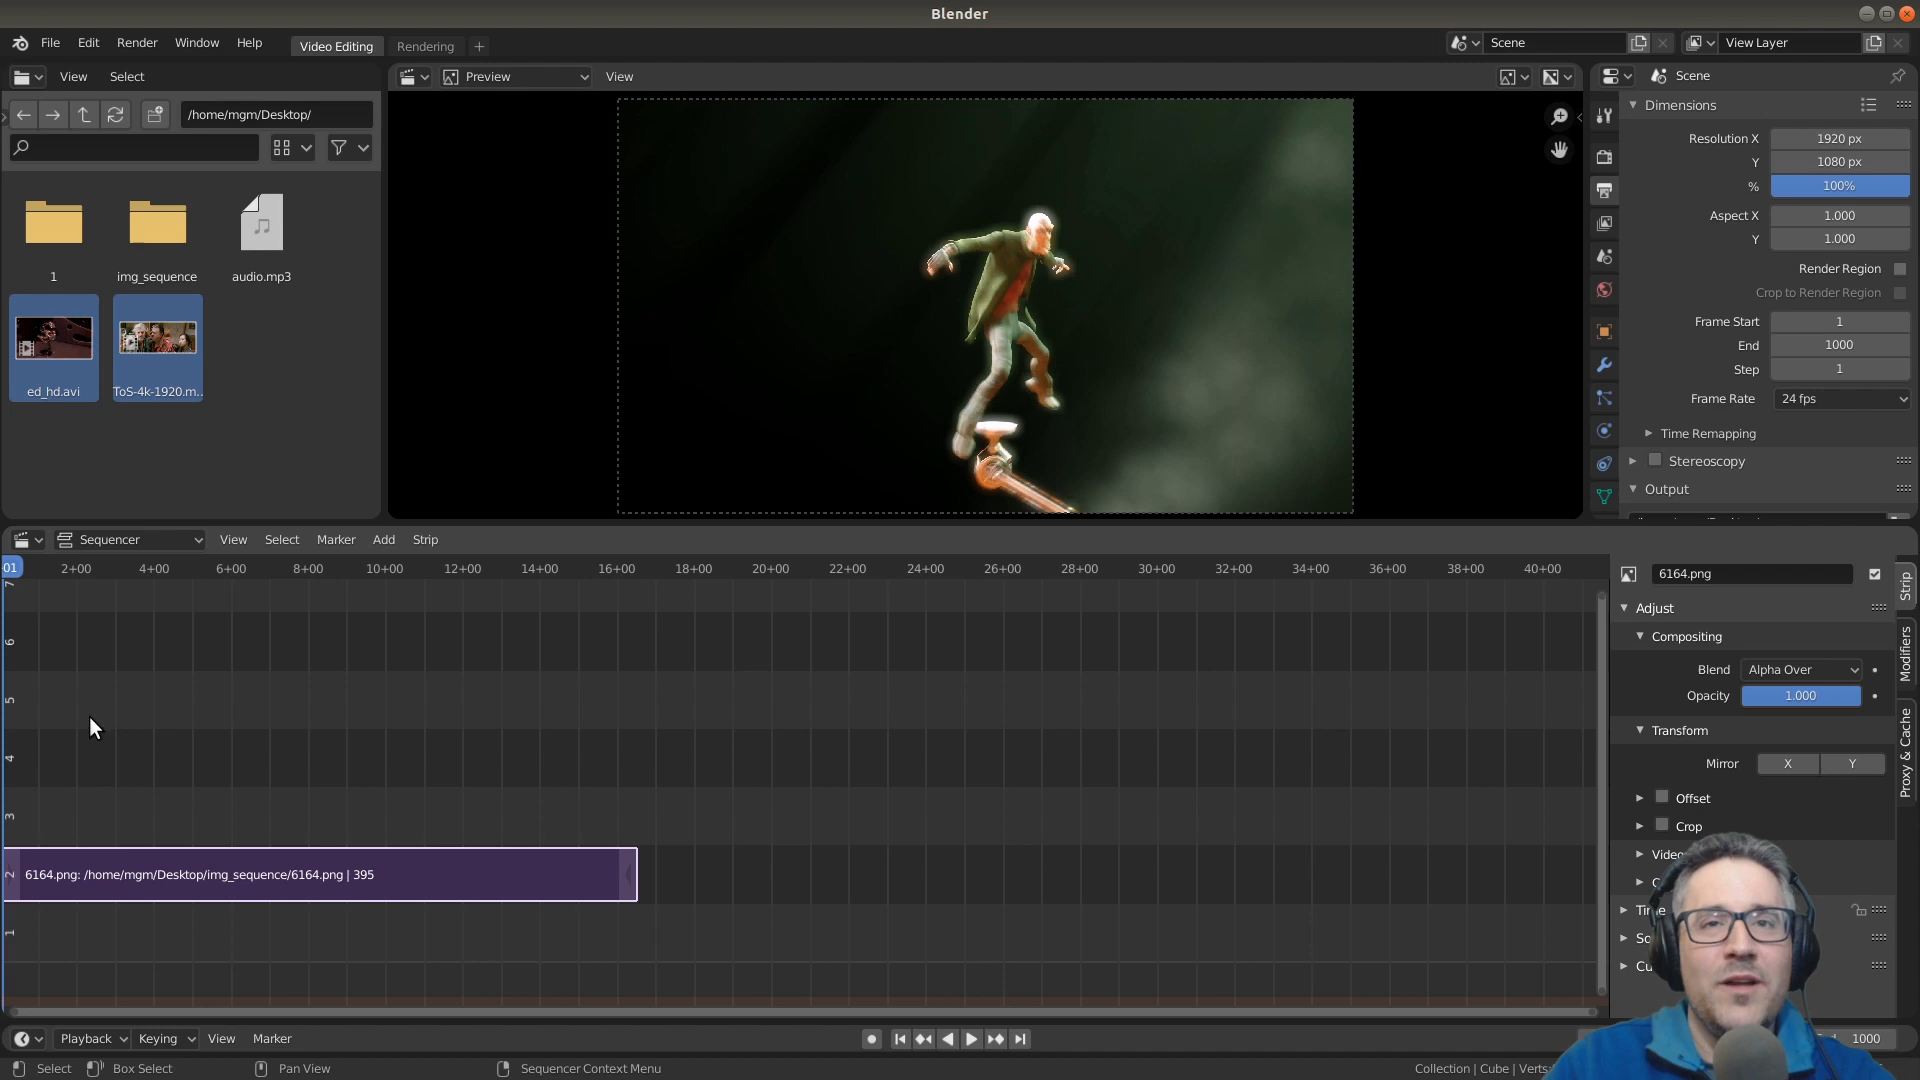 Blender
File Edit Render Window Help Video Editing Rendering + Scene View Layer
View Select Preview View Scene
/home/mgm/Desktop/
Dimensions
Resolution X 1920 px
Y 1080 px
% 100%
Aspect X 1.000
Y 1.000
Render Region
Crop to Render Region
Frame Start 1
End 1000
Step 1
Frame Rate 24 fps
Time Remapping
Stereoscopy
Output
1 img_sequence audio.mp3
ed_hd.avi ToS-4k-1920.m..
Sequencer View Select Marker Add Strip
01 2+00 4+00 6+00 8+00 10+00 12+00 14+00 16+00 18+00 20+00 22+00 24+00 26+00 28+00 30+00 32+00 34+00 36+00 38+00 40+00
7
6
5
4
3
2
1
6164.png: /home/mgm/Desktop/img_sequence/6164.png | 395
6164.png
Adjust
Compositing
Blend Alpha Over
Opacity 1.000
Transform
Mirror X Y
Offset
Crop
Video
Strip
Modifiers
Proxy & Cache
Playback Keying View Marker 1000
Select Box Select Pan View Sequencer Context Menu Collection | Cube | Verts: